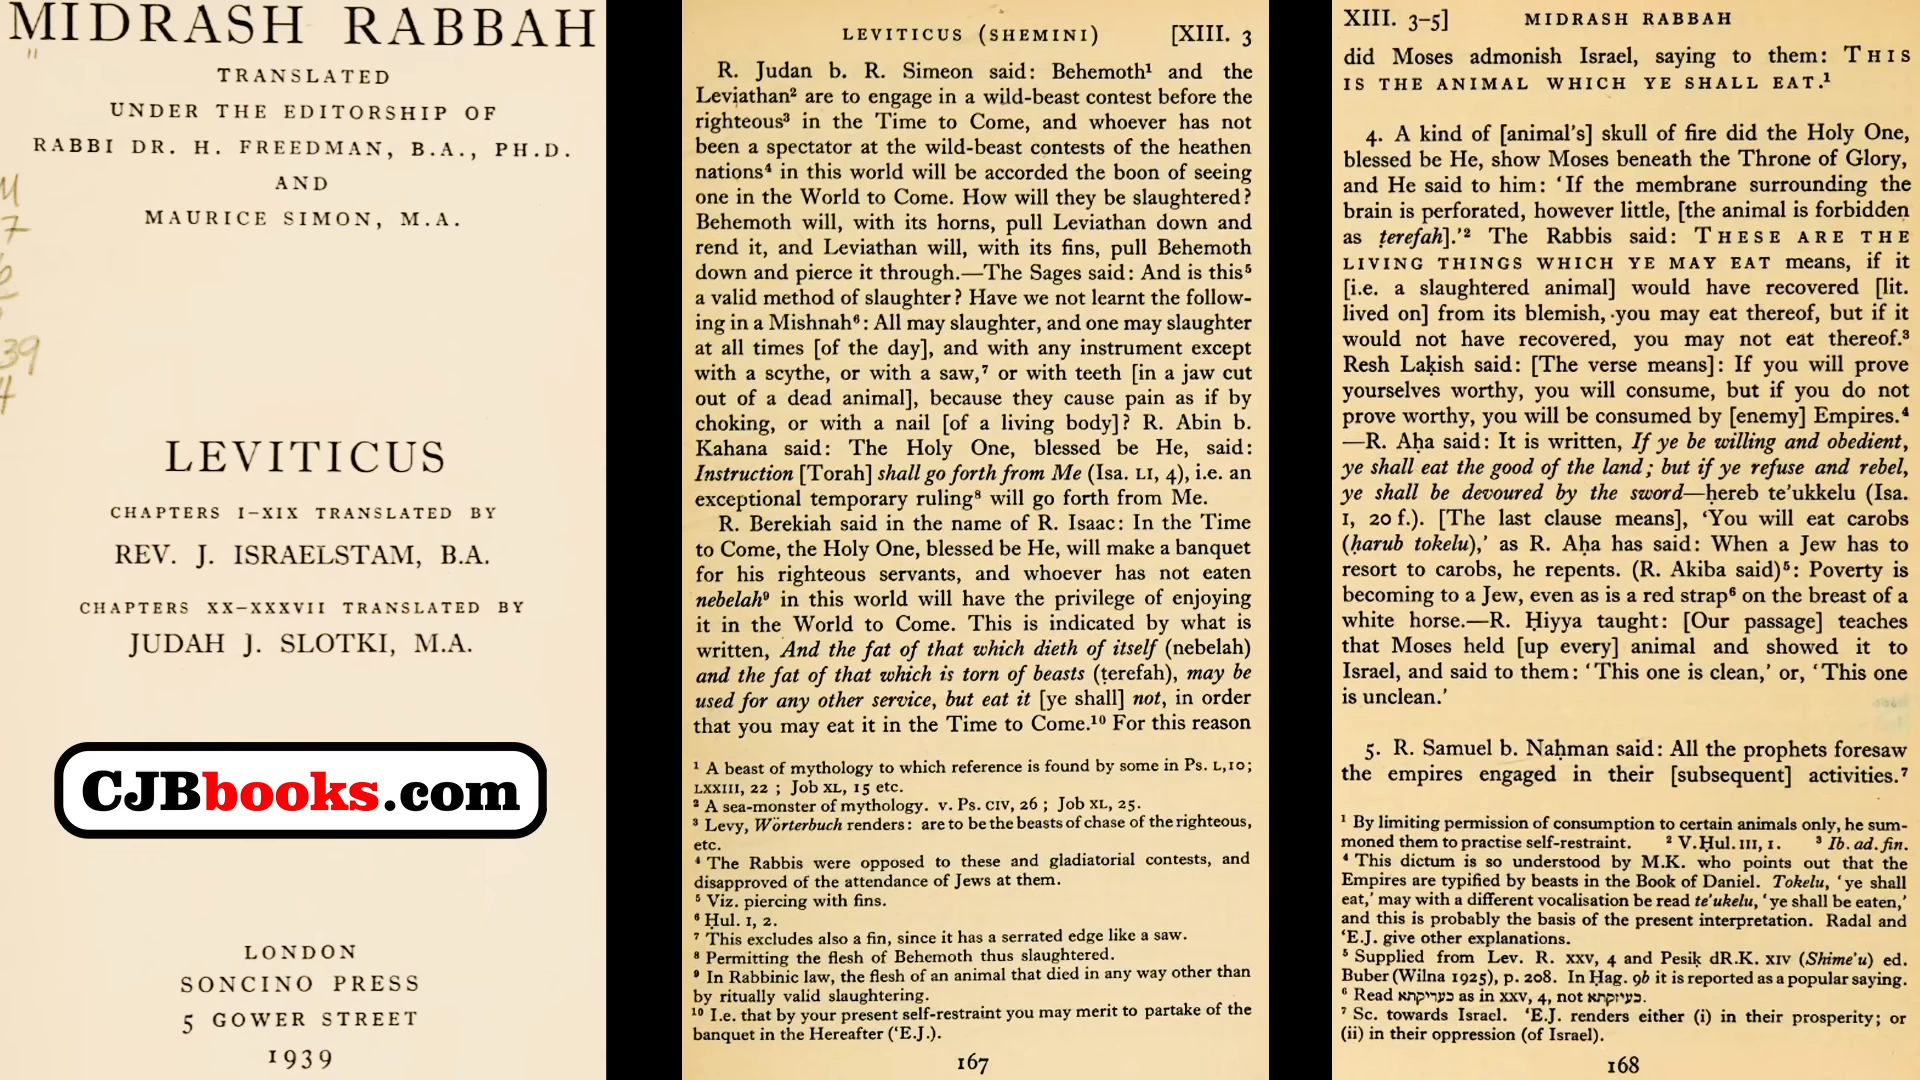 MIDRASH RABBAH
TRANSLATED
UNDER THE EDITORSHIP OF
RABBI DR. H. FREEDMAN, B.A., PH.D.
AND
MAURICE SIMON, M.A.
39
LEVITICUS
CHAPTERS I–XIX TRANSLATED BY
REV. J. ISRAELSTAM, B.A.
CHAPTERS XX–XXXVII TRANSLATED BY
JUDAH J. SLOTKI, M.A.
CJBbooks.com
LONDON
SONCINO PRESS
5 GOWER STREET
1939
LEVITICUS (SHEMINI) [XIII. 3
R. Judan b. R. Simeon said: Behemoth¹ and the
Leviathan² are to engage in a wild-beast contest before the
righteous³ in the Time to Come, and whoever has not
been a spectator at the wild-beast contests of the heathen
nations⁴ in this world will be accorded the boon of seeing
one in the World to Come. How will they be slaughtered?
Behemoth will, with its horns, pull Leviathan down and
rend it, and Leviathan will, with its fins, pull Behemoth
down and pierce it through.—The Sages said: And is this⁵
a valid method of slaughter? Have we not learnt the follow-
ing in a Mishnah⁶: All may slaughter, and one may slaughter
at all times [of the day], and with any instrument except
with a scythe, or with a saw,⁷ or with teeth [in a jaw cut
out of a dead animal], because they cause pain as if by
choking, or with a nail [of a living body]? R. Abin b.
Kahana said: The Holy One, blessed be He, said:
Instruction [Torah] shall go forth from Me (Isa. LI, 4), i.e. an
exceptional temporary ruling⁸ will go forth from Me.
R. Berekiah said in the name of R. Isaac: In the Time
to Come, the Holy One, blessed be He, will make a banquet
for his righteous servants, and whoever has not eaten
nebelah⁹ in this world will have the privilege of enjoying
it in the World to Come. This is indicated by what is
written, And the fat of that which dieth of itself (nebelah)
and the fat of that which is torn of beasts (ṭerefah), may be
used for any other service, but eat it [ye shall] not, in order
that you may eat it in the Time to Come.¹⁰ For this reason
¹ A beast of mythology to which reference is found by some in Ps. L, 10;
LXXIII, 22 ; Job XL, 15 etc.
² A sea-monster of mythology. v. Ps. CIV, 26 ; Job XL, 25.
³ Levy, Wörterbuch renders: are to be the beasts of chase of the righteous,
etc.
⁴ The Rabbis were opposed to these and gladiatorial contests, and
disapproved of the attendance of Jews at them.
⁵ Viz. piercing with fins.
⁶ Ḥul. I, 2.
⁷ This excludes also a fin, since it has a serrated edge like a saw.
⁸ Permitting the flesh of Behemoth thus slaughtered.
⁹ In Rabbinic law, the flesh of an animal that died in any way other than
by ritually valid slaughtering.
¹⁰ I.e. that by your present self-restraint you may merit to partake of the
banquet in the Hereafter (‘E.J.).
167
XIII. 3–5] MIDRASH RABBAH
did Moses admonish Israel, saying to them: THIS
IS THE ANIMAL WHICH YE SHALL EAT.¹
4. A kind of [animal's] skull of fire did the Holy One,
blessed be He, show Moses beneath the Throne of Glory,
and He said to him: ‘If the membrane surrounding the
brain is perforated, however little, [the animal is forbidden
as ṭerefah].’² The Rabbis said: THESE ARE THE
LIVING THINGS WHICH YE MAY EAT means, if it
[i.e. a slaughtered animal] would have recovered [lit.
lived on] from its blemish, you may eat thereof, but if it
would not have recovered, you may not eat thereof.³
Resh Laḳish said: [The verse means]: If you will prove
yourselves worthy, you will consume, but if you do not
prove worthy, you will be consumed by [enemy] Empires.⁴
—R. Aḥa said: It is written, If ye be willing and obedient,
ye shall eat the good of the land; but if ye refuse and rebel,
ye shall be devoured by the sword—ḥereb te’ukkelu (Isa.
I, 20 f.). [The last clause means], ‘You will eat carobs
(ḥarub tokelu),’ as R. Aḥa has said: When a Jew has to
resort to carobs, he repents. (R. Akiba said)⁵: Poverty is
becoming to a Jew, even as is a red strap⁶ on the breast of a
white horse.—R. Ḥiyya taught: [Our passage] teaches
that Moses held [up every] animal and showed it to
Israel, and said to them: ‘This one is clean,’ or, ‘This one
is unclean.’
5. R. Samuel b. Naḥman said: All the prophets foresaw
the empires engaged in their [subsequent] activities.⁷
¹ By limiting permission of consumption to certain animals only, he sum-
moned them to practise self-restraint. ² V. Ḥul. III, 1. ³ Ib. ad. fin.
⁴ This dictum is so understood by M.K. who points out that the
Empires are typified by beasts in the Book of Daniel. Tokelu, ‘ye shall
eat,’ may with a different vocalisation be read te’ukelu, ‘ye shall be eaten,’
and this is probably the basis of the present interpretation. Radal and
‘E.J. give other explanations.
⁵ Supplied from Lev. R. XXV, 4 and Pesiḳ dR.K. XIV (Shime’u) ed.
Buber (Wilna 1925), p. 208. In Ḥag. 9b it is reported as a popular saying.
⁶ Read as in XXV, 4, not
⁷ Sc. towards Israel. ‘E.J. renders either (i) in their prosperity; or
(ii) in their oppression (of Israel).
168